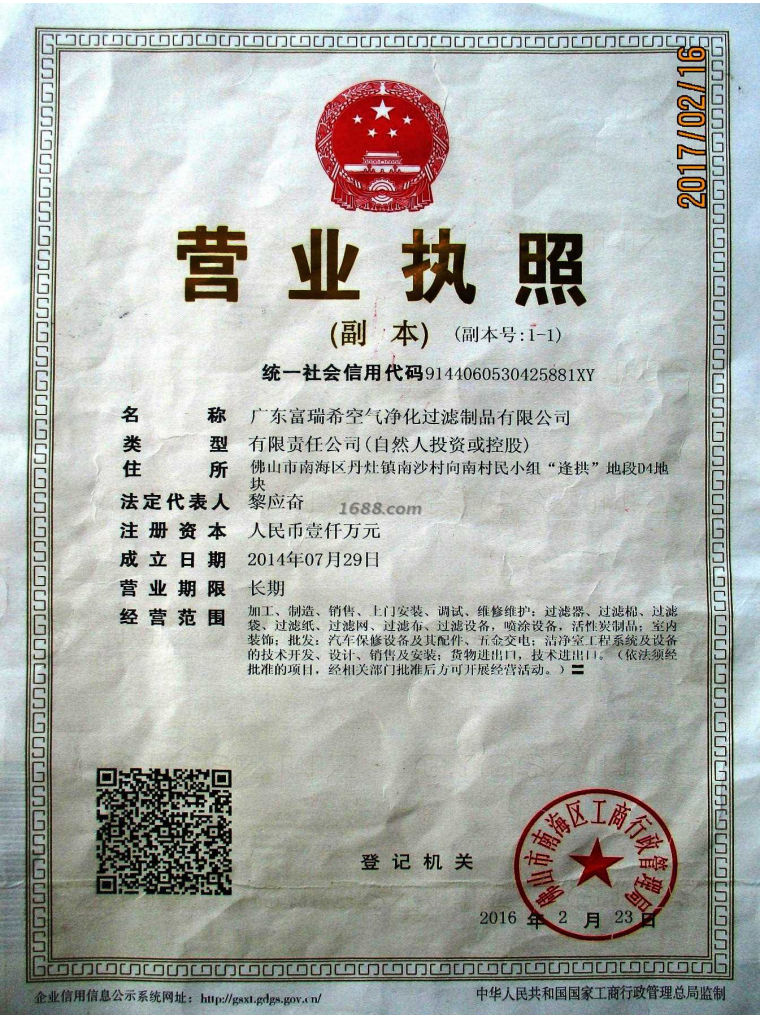 2017/02/16
营业执照
(副 本) (副本号:1-1)
统一社会信用代码91440605304258​81XY
名 称 广东富瑞希空气净化过滤制品有限公司
类 型 有限责任公司(自然人投资或控股)
住 所 佛山市南海区丹灶镇南沙村向南村民小组“逢拱”地段D4地
块
法定代表人 黎应奋
1688.com
注册资本 人民币壹仟万元
成立日期 2014年07月29日
营业期限 长期
经营范围 加工、制造、销售、上门安装、调试、维修维护：过滤器、过滤棉、过滤
袋、过滤纸、过滤网、过滤布、过滤设备，喷涂设备，活性炭制品；室内
装饰；批发：汽车保修设备及其配件、五金交电；洁净室工程系统及设备
的技术开发、设计、销售及安装；货物进出口，技术进出口。（依法须经
批准的项目，经相关部门批准后方可开展经营活动。）〓
佛山市南海区工商行政管理局
登记机关
2016 年 2 月 23 日
企业信用信息公示系统网址：http://gsxt.gdgs.gov.cn/
中华人民共和国国家工商行政管理总局监制